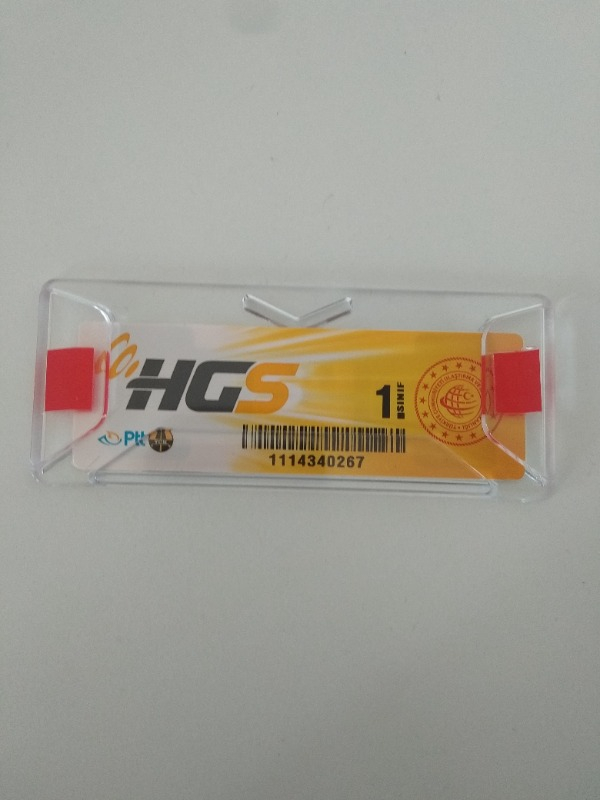 HGS
1. SINIF
PTT
1114340267